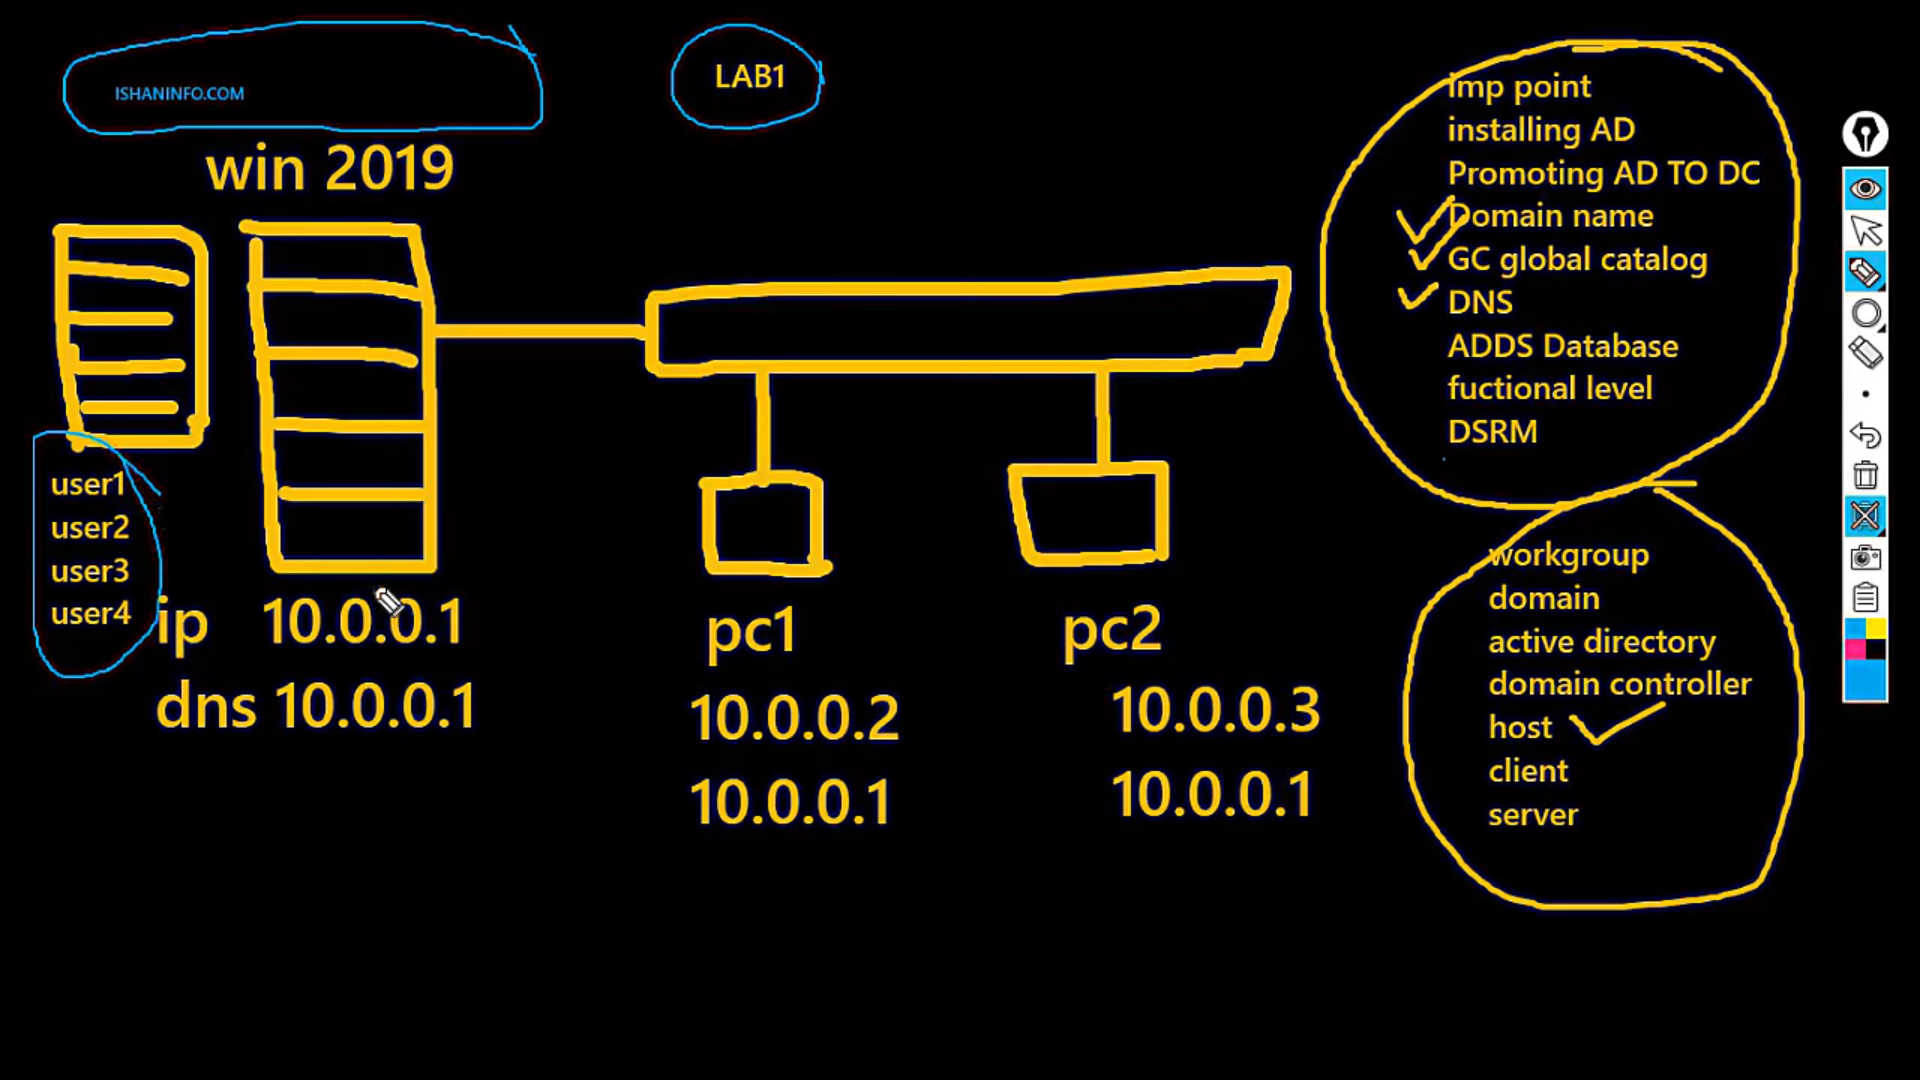 ISHANINFO.COM
LAB1
win 2019
user1
user2
user3
user4
ip 10.0.0.1
dns 10.0.0.1
pc1
10.0.0.2
10.0.0.1
pc2
10.0.0.3
10.0.0.1
imp point
installing AD
Promoting AD TO DC
Domain name
GC global catalog
DNS
ADDS Database
fuctional level
DSRM
workgroup
domain
active directory
domain controller
host
client
server